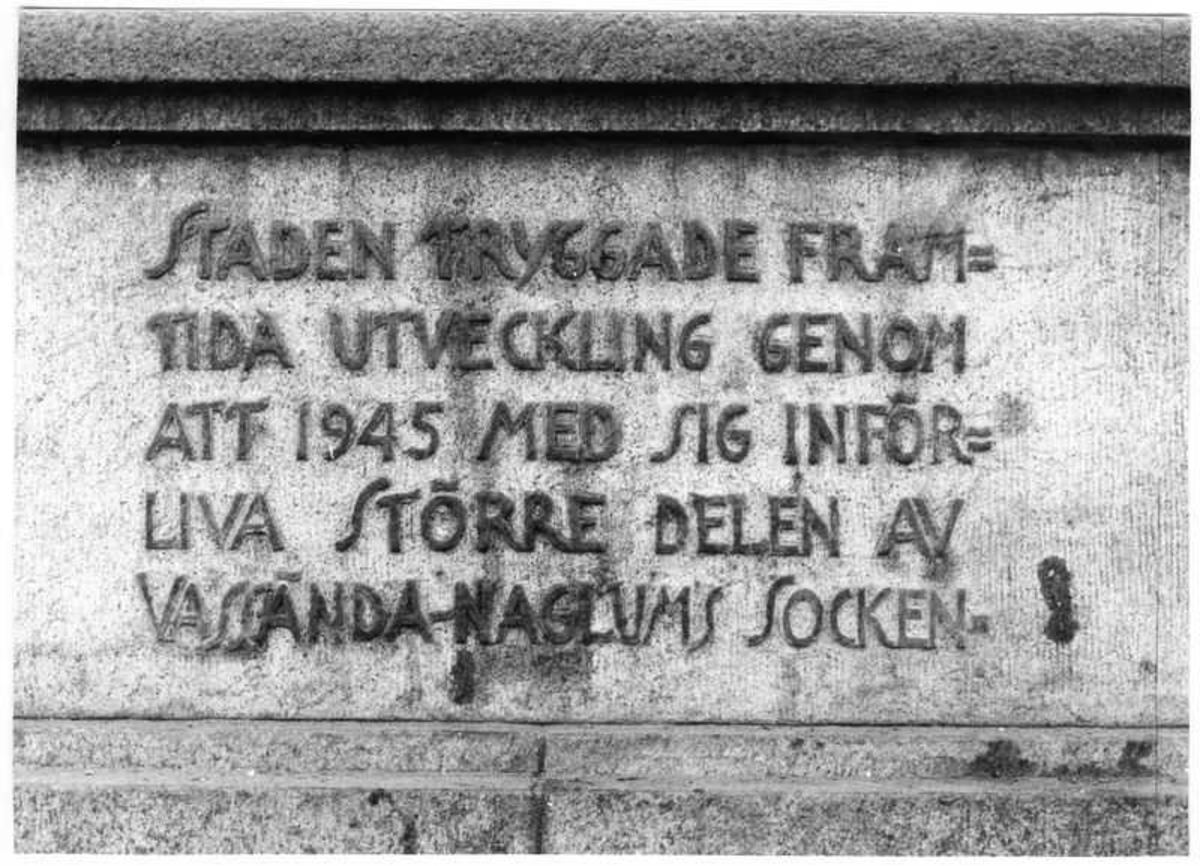 STADEN TRYGGADE FRAM=
TIDA UTVECKLING GENOM
ATT 1945 MED SIG INFÖR=
LIVA STÖRRE DELEN AV
VASSÄNDA-NAGLUMS SOCKEN-